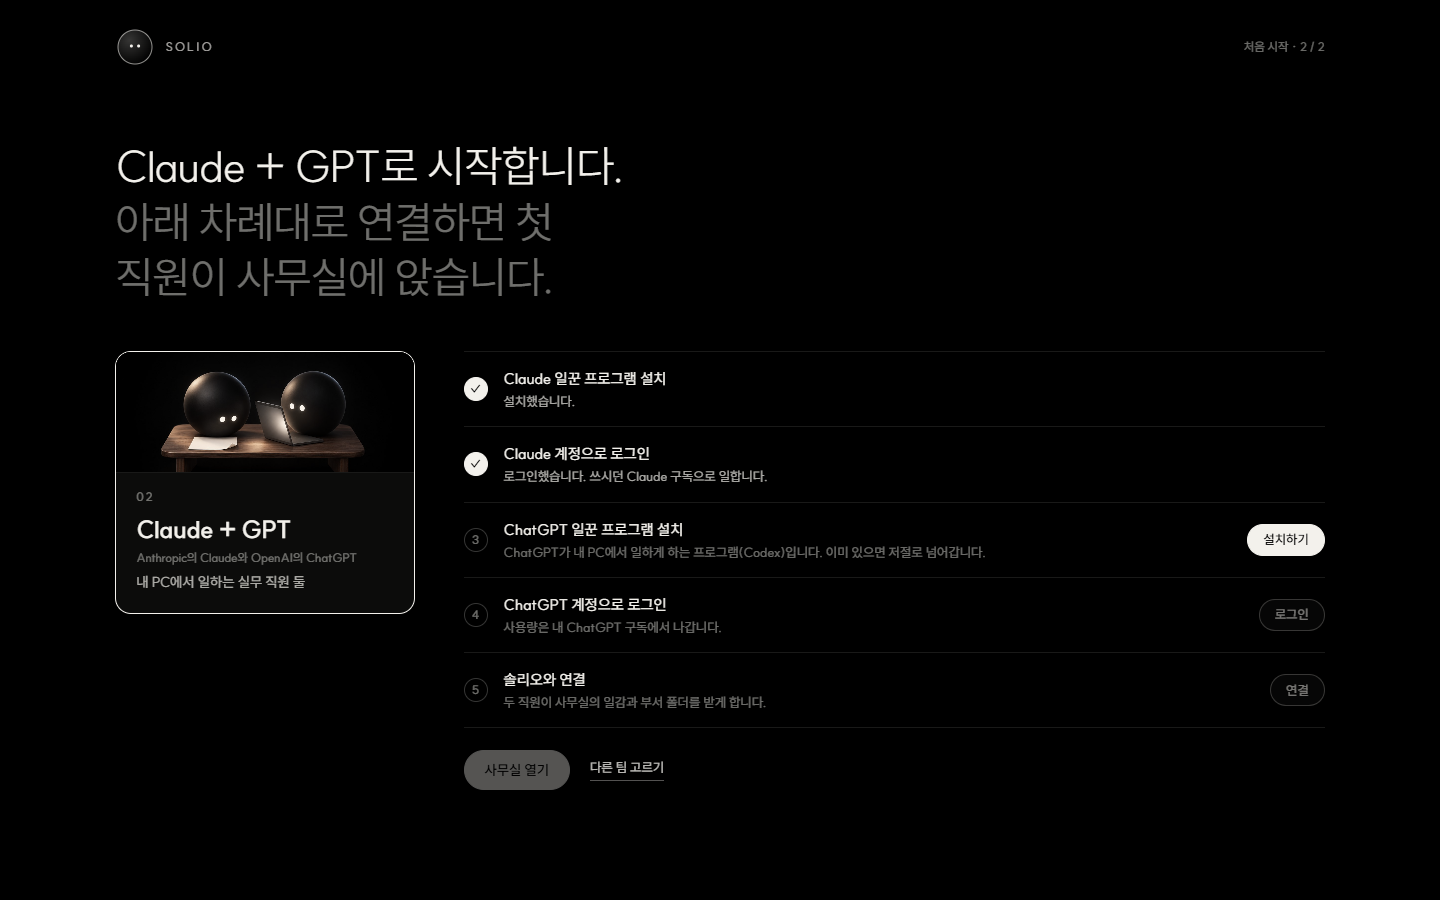 SOLIO
처음 시작 · 2 / 2
Claude + GPT로 시작합니다.
아래 차례대로 연결하면 첫
직원이 사무실에 앉습니다.
02
Claude + GPT
Anthropic의 Claude와 OpenAI의 ChatGPT
내 PC에서 일하는 실무 직원 둘
Claude 일꾼 프로그램 설치
설치했습니다.
Claude 계정으로 로그인
로그인했습니다. 쓰시던 Claude 구독으로 일합니다.
3
ChatGPT 일꾼 프로그램 설치
ChatGPT가 내 PC에서 일하게 하는 프로그램(Codex)입니다. 이미 있으면 저절로 넘어갑니다.
설치하기
4
ChatGPT 계정으로 로그인
사용량은 내 ChatGPT 구독에서 나갑니다.
로그인
5
솔리오와 연결
두 직원이 사무실의 일감과 부서 폴더를 받게 합니다.
연결
사무실 열기
다른 팀 고르기